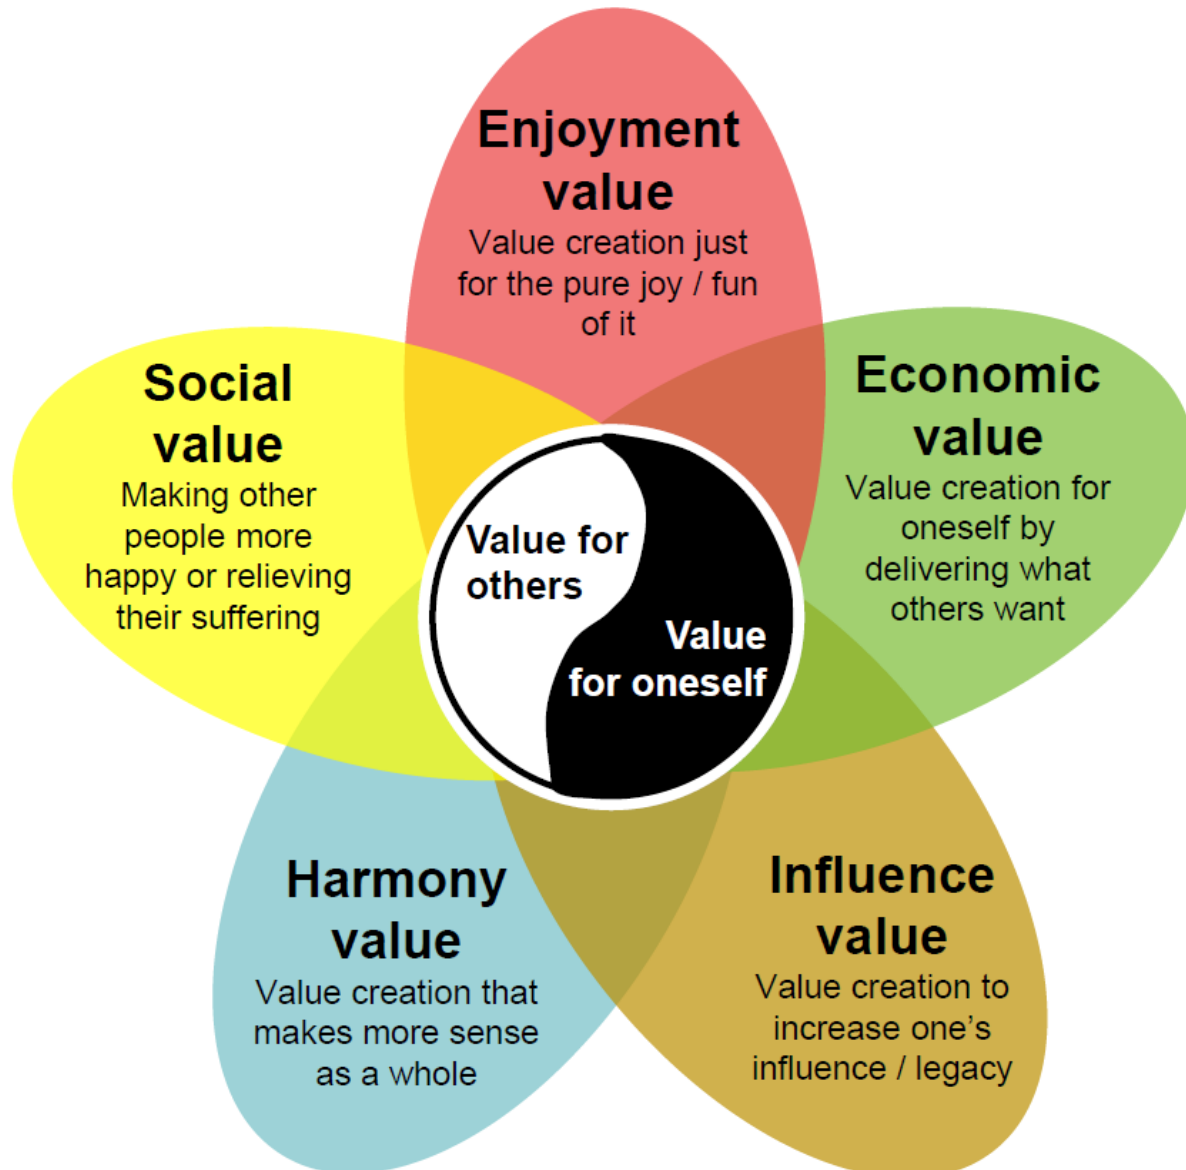 Enjoyment
value
Value creation just
for the pure joy / fun
of it
Social
value
Making other
people more
happy or relieving
their suffering
Economic
value
Value creation for
oneself by
delivering what
others want
Value for
others
Value
for oneself
Harmony
value
Value creation that
makes more sense
as a whole
Influence
value
Value creation to
increase one’s
influence / legacy